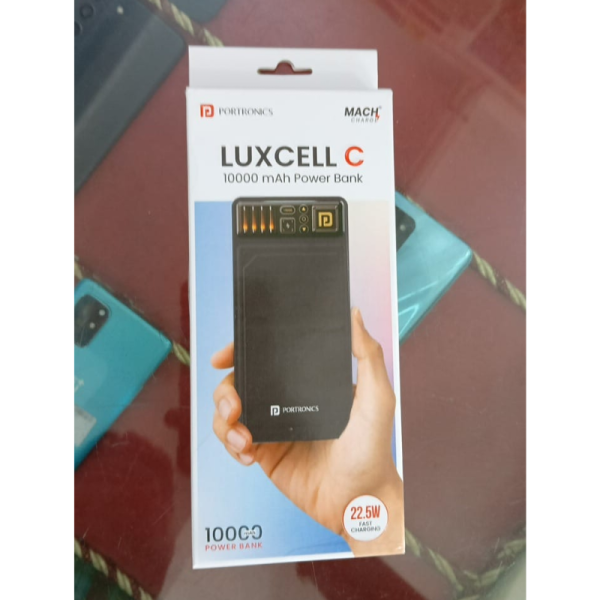 PORTRONICS
MACH
CHARGE
LUXCELL C
10000 mAh Power Bank
PORTRONICS
22.5W
FAST
CHARGING
10000
POWER BANK